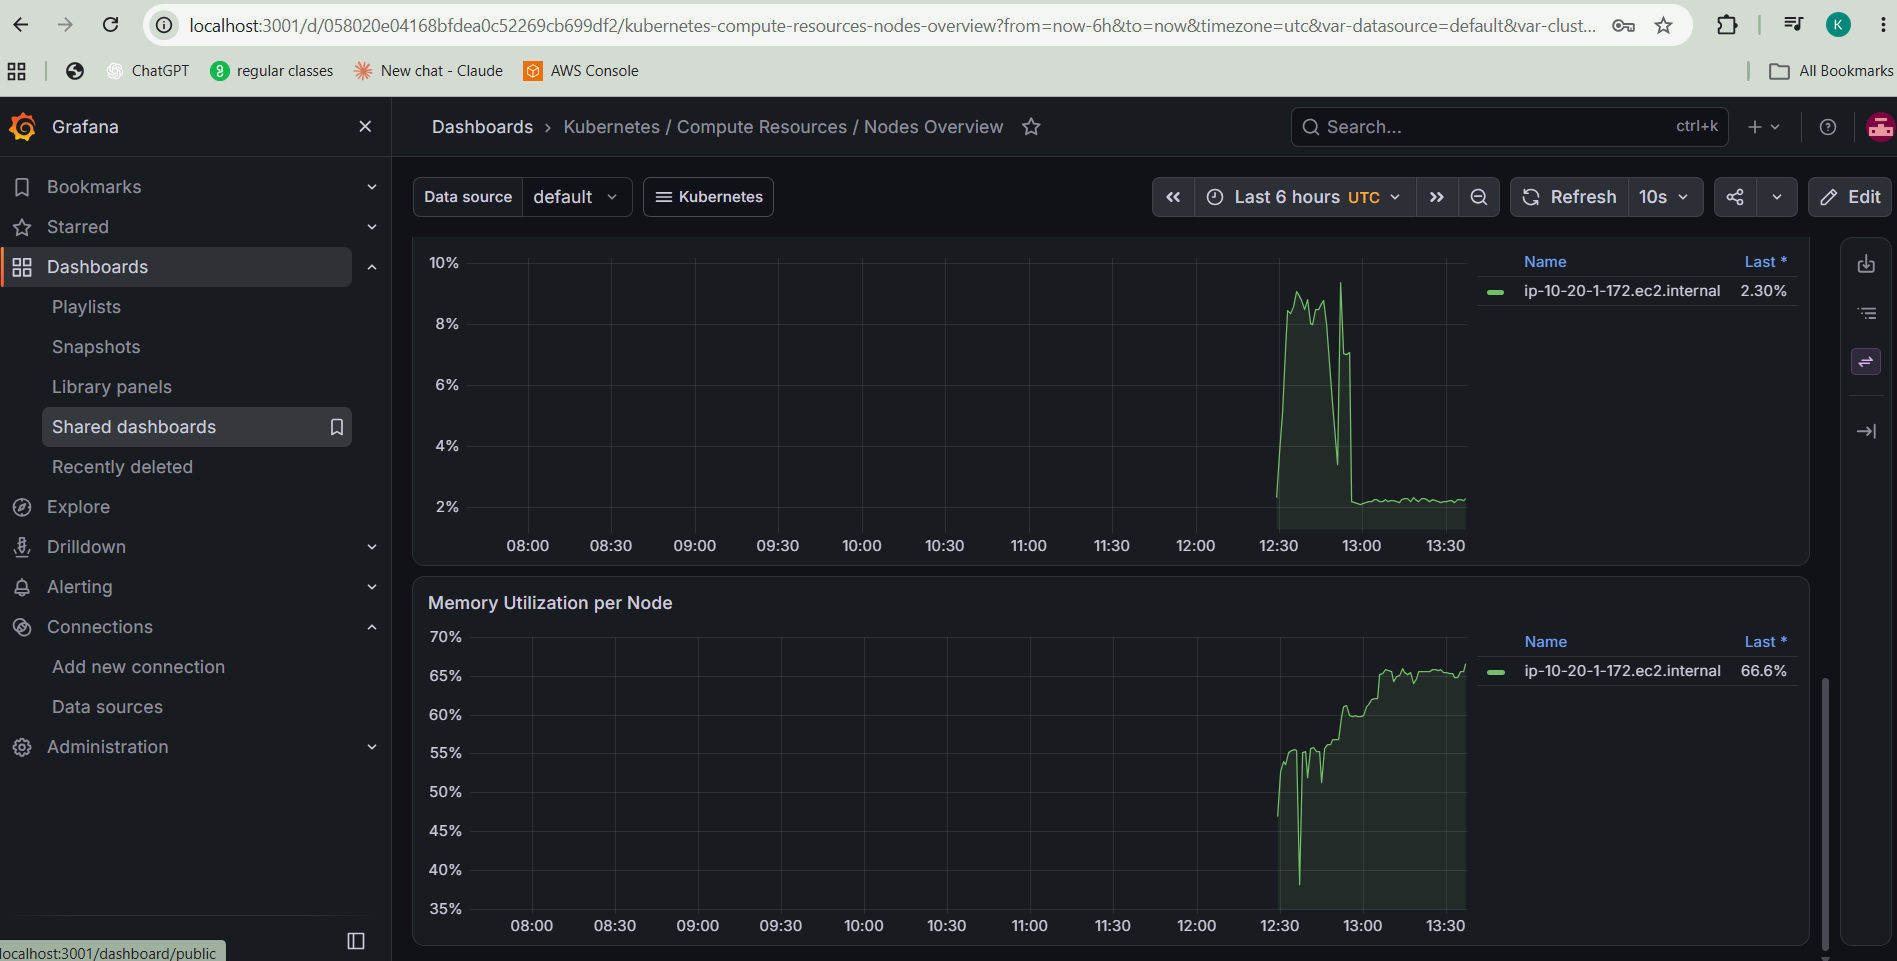 localhost:3001/d/058020e04168bfdea0c52269cb699df2/kubernetes-compute-resources-nodes-overview?from=now-6h&to=now&timezone=utc&var-datasource=default&var-clust...
K
ChatGPT
regular classes
New chat - Claude
AWS Console
All Bookmarks
Grafana
Dashboards › Kubernetes / Compute Resources / Nodes Overview
Search...
ctrl+k
Bookmarks
Starred
Dashboards
Playlists
Snapshots
Library panels
Shared dashboards
Recently deleted
Explore
Drilldown
Alerting
Connections
Add new connection
Data sources
Administration
localhost:3001/dashboard/public
Data source default
Kubernetes
Last 6 hours UTC
Refresh
10s
Edit
10%
8%
6%
4%
2%
08:00 08:30 09:00 09:30 10:00 10:30 11:00 11:30 12:00 12:30 13:00 13:30
Name Last *
ip-10-20-1-172.ec2.internal 2.30%
Memory Utilization per Node
70%
65%
60%
55%
50%
45%
40%
35%
08:00 08:30 09:00 09:30 10:00 10:30 11:00 11:30 12:00 12:30 13:00 13:30
Name Last *
ip-10-20-1-172.ec2.internal 66.6%